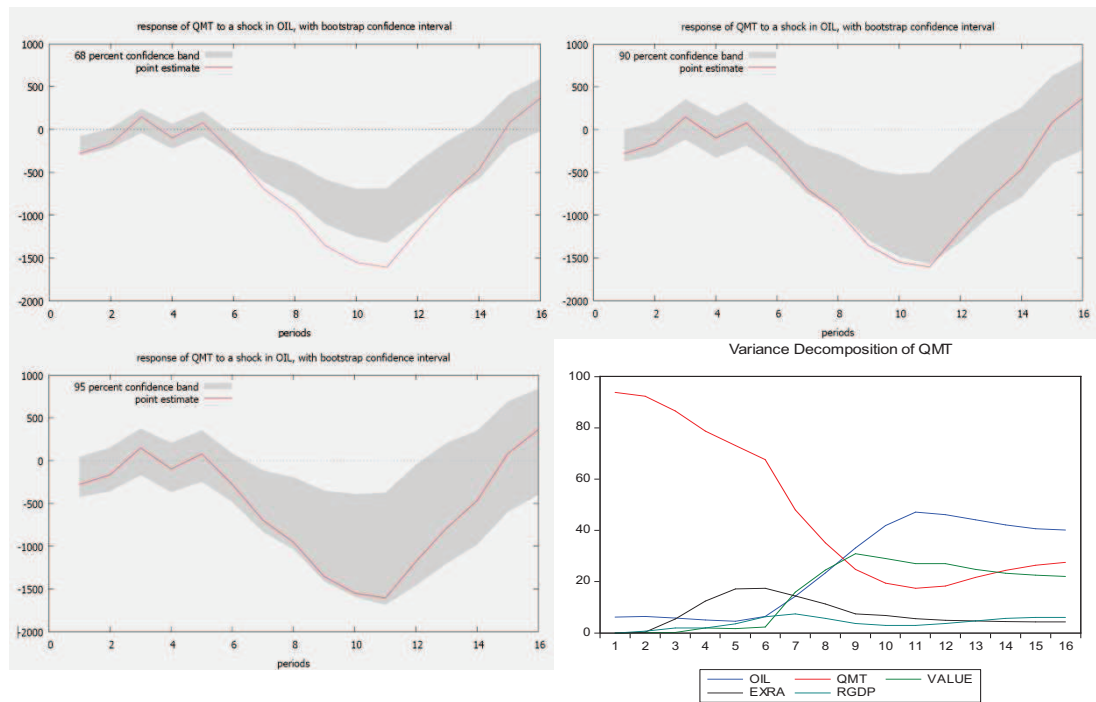 response of QMT to a shock in OIL, with bootstrap confidence interval
68 percent confidence band
point estimate
1000
500
0
-500
-1000
-1500
-2000
0 2 4 6 8 10 12 14 16
periods
response of QMT to a shock in OIL, with bootstrap confidence interval
90 percent confidence band
point estimate
1000
500
0
-500
-1000
-1500
-2000
0 2 4 6 8 10 12 14 16
periods
response of QMT to a shock in OIL, with bootstrap confidence interval
95 percent confidence band
point estimate
1000
500
0
-500
-1000
-1500
-2000
0 2 4 6 8 10 12 14 16
periods
Variance Decomposition of QMT
100
80
60
40
20
0
1 2 3 4 5 6 7 8 9 10 11 12 13 14 15 16
OIL QMT VALUE
EXRA RGDP